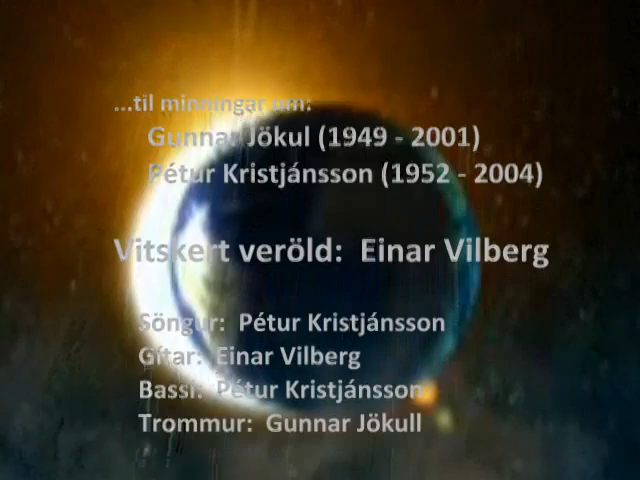 ...til minningar um:
Gunnar Jökul (1949 - 2001)
Pétur Kristjánsson (1952 - 2004)
Vitskert veröld: Einar Vilberg
Söngur: Pétur Kristjánsson
Gítar: Einar Vilberg
Bassi: Pétur Kristjánsson
Trommur: Gunnar Jökull